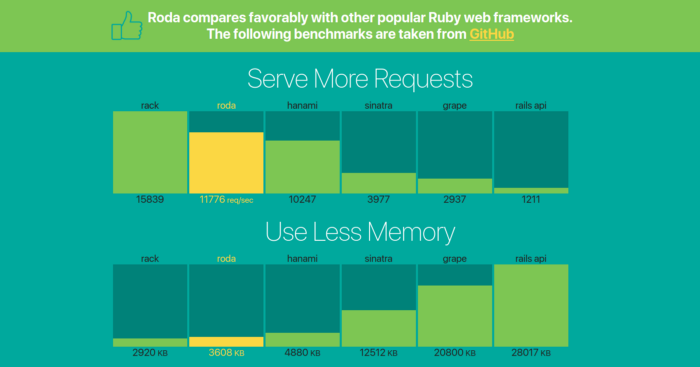 Roda compares favorably with other popular Ruby web frameworks.
The following benchmarks are taken from GitHub
Serve More Requests
rack roda hanami sinatra grape rails api
15839 11776 req/sec 10247 3977 2937 1211
Use Less Memory
rack roda hanami sinatra grape rails api
2920 KB 3608 KB 4880 KB 12512 KB 20800 KB 28017 KB